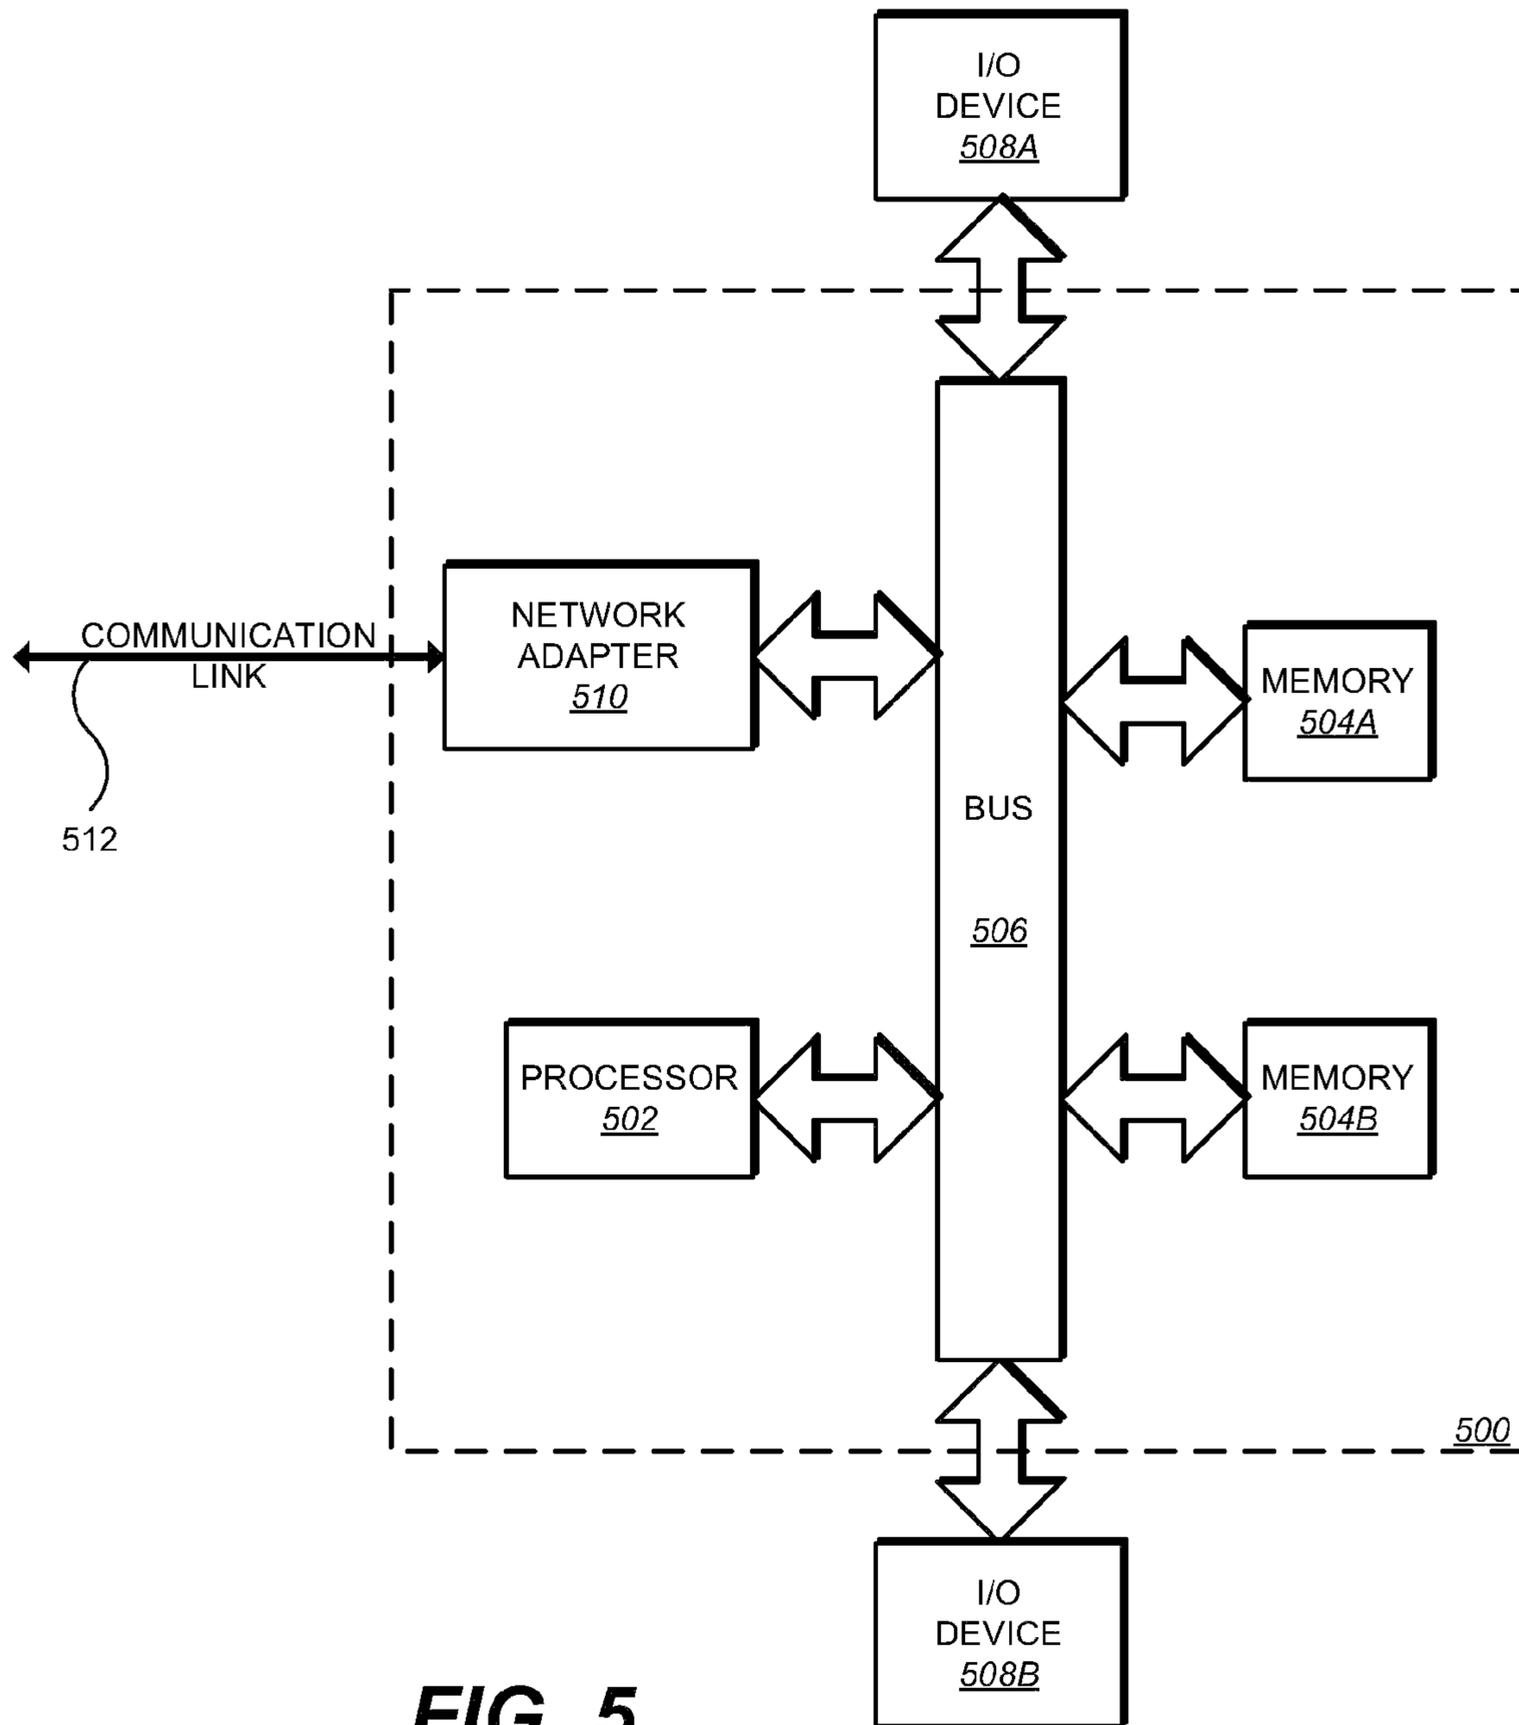 I/O
DEVICE
508A
COMMUNICATION
LINK
512
NETWORK
ADAPTER
510
MEMORY
504A
BUS
506
PROCESSOR
502
MEMORY
504B
500
I/O
DEVICE
508B
FIG. 5